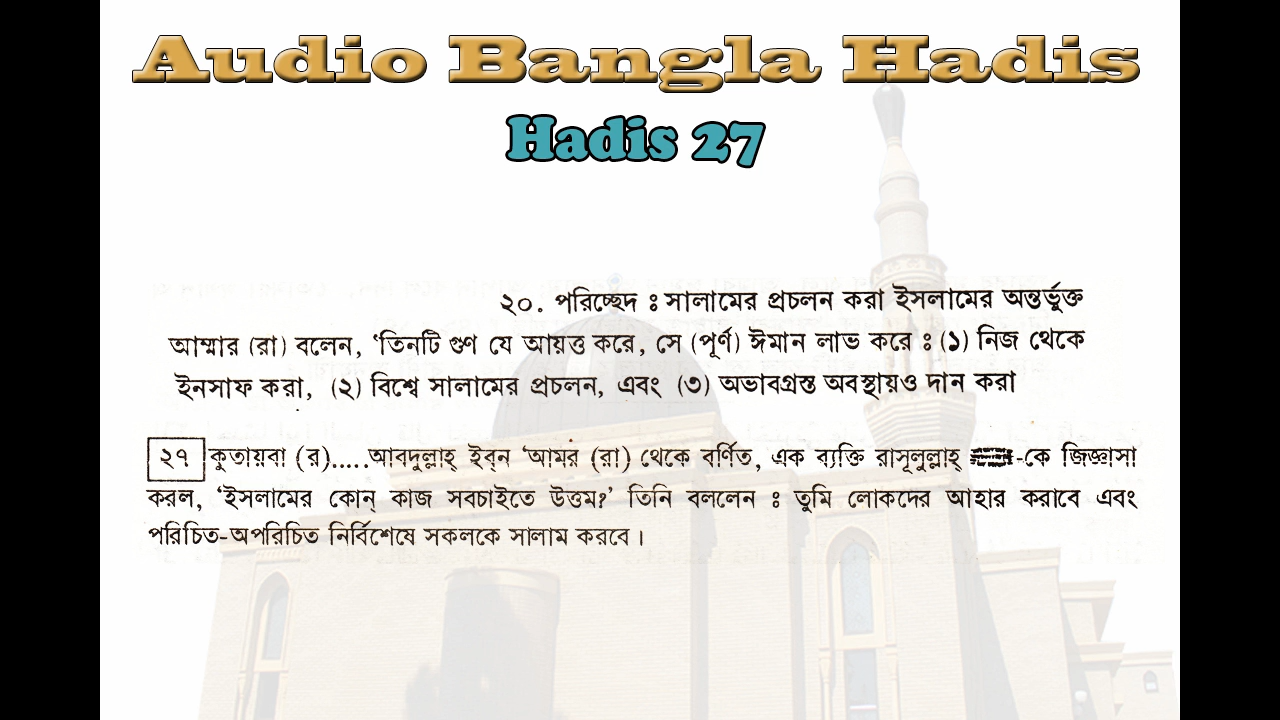 Audio Bangla Hadis
Hadis 27
২০. পরিচ্ছেদ ঃ সালামের প্রচলন করা ইসলামের অন্তর্ভুক্ত
আম্মার (রা) বলেন, ‘তিনটি গুণ যে আয়ত্ত করে, সে (পূর্ণ) ঈমান লাভ করে ঃ (১) নিজ থেকে
ইনসাফ করা, (২) বিশ্বে সালামের প্রচলন, এবং (৩) অভাবগ্রস্ত অবস্থায়ও দান করা
২৭ কুতায়বা (র).....আবদুল্লাহ্ ইব্‌ন ‘আমর (রা) থেকে বর্ণিত, এক ব্যক্তি রাসূলুল্লাহ্ -কে জিজ্ঞাসা
করল, ‘ইসলামের কোন্ কাজ সবচাইতে উত্তম?’ তিনি বললেন ঃ তুমি লোকদের আহার করাবে এবং
পরিচিত-অপরিচিত নির্বিশেষে সকলকে সালাম করবে।